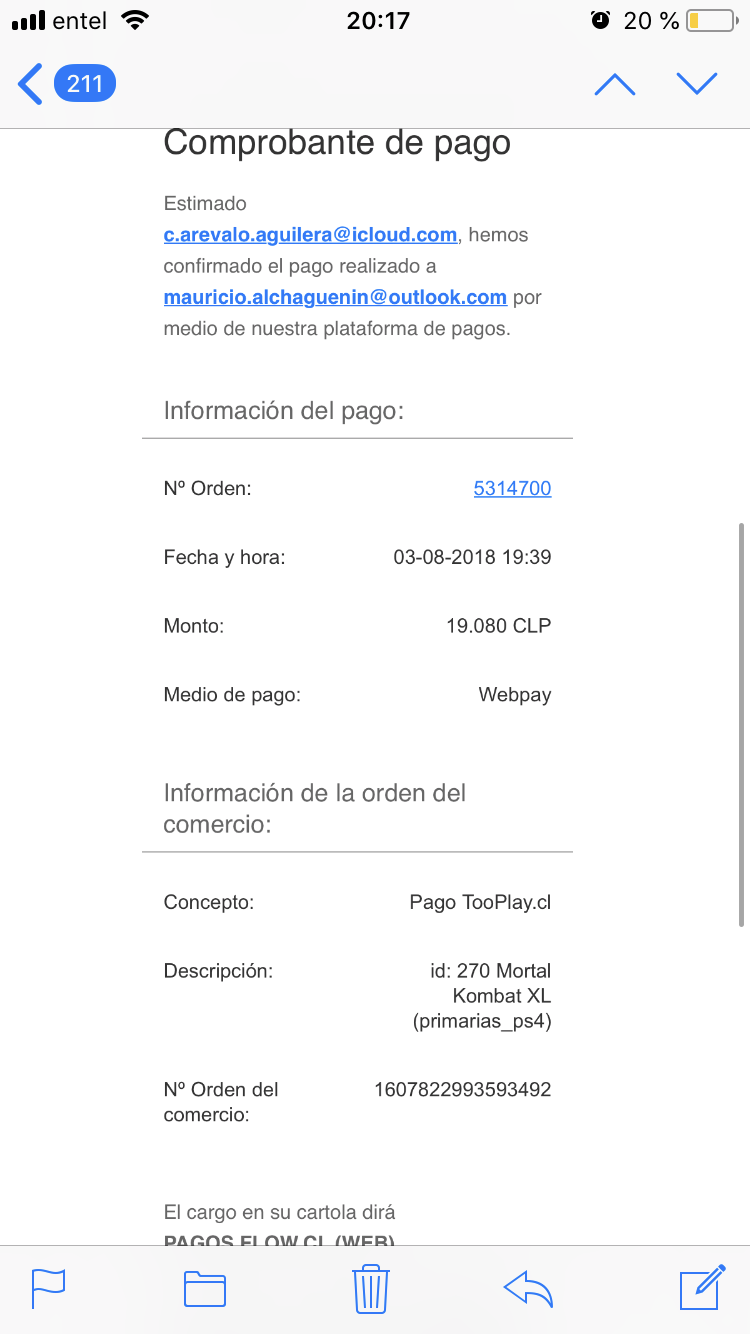 entel 20:17 20 %
211
Comprobante de pago
Estimado
c.arevalo.aguilera@icloud.com, hemos
confirmado el pago realizado a
mauricio.alchaguenin@outlook.com por
medio de nuestra plataforma de pagos.
Información del pago:
Nº Orden: 5314700
Fecha y hora: 03-08-2018 19:39
Monto: 19.080 CLP
Medio de pago: Webpay
Información de la orden del
comercio:
Concepto: Pago TooPlay.cl
Descripción: id: 270 Mortal
Kombat XL
(primarias_ps4)
Nº Orden del 1607822993593492
comercio:
El cargo en su cartola dirá
PAGOS FLOW CL (WEB)